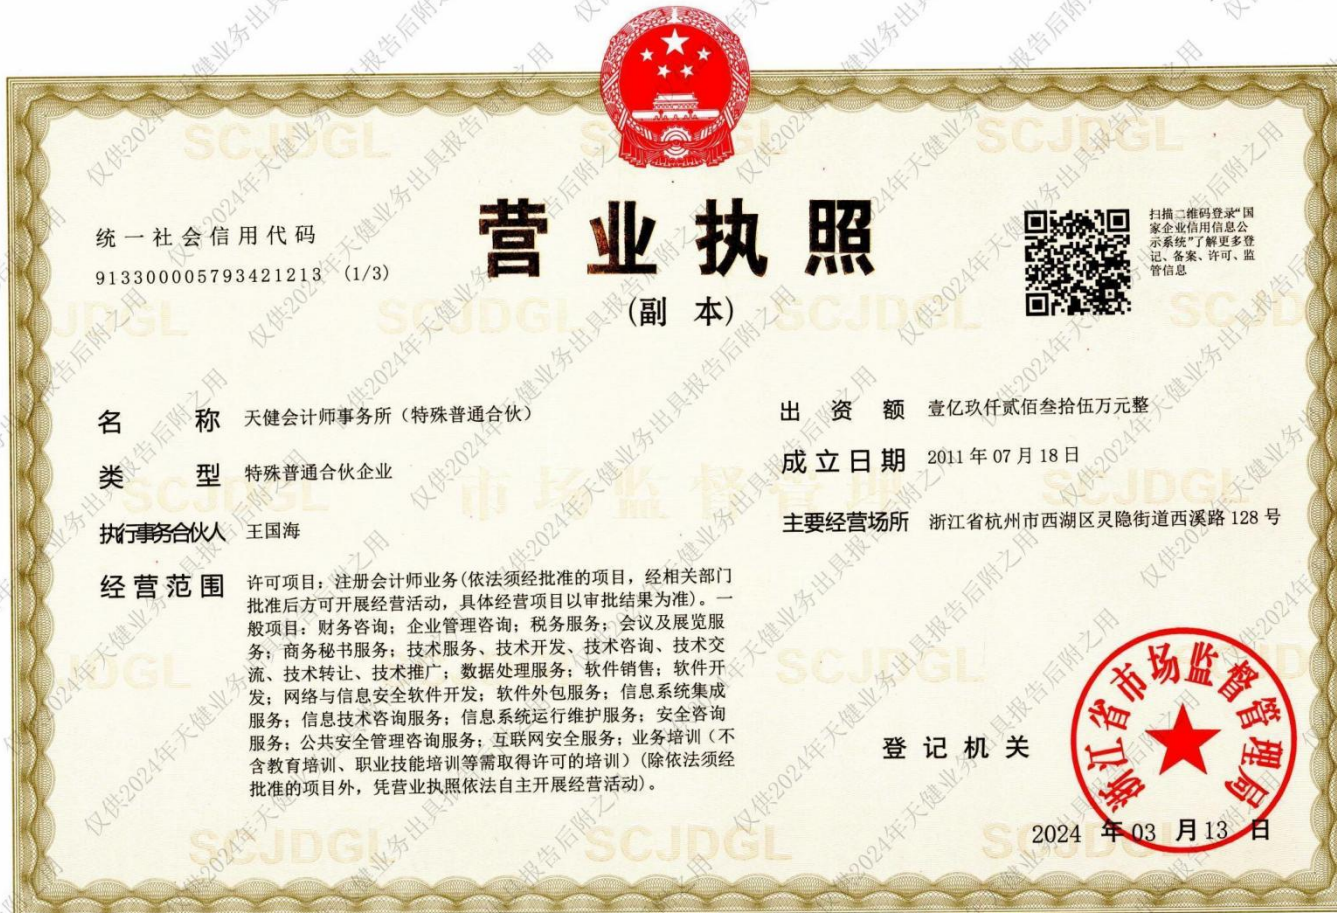 营业执照
(副 本)
统一社会信用代码
913300005793421213 (1/3)
扫描二维码登录“国
家企业信用信息公
示系统”了解更多登
记、备案、许可、监
管信息
名 称 天健会计师事务所（特殊普通合伙）
类 型 特殊普通合伙企业
执行事务合伙人 王国海
经营范围 许可项目：注册会计师业务(依法须经批准的项目，经相关部门
批准后方可开展经营活动，具体经营项目以审批结果为准)。一
般项目：财务咨询；企业管理咨询；税务服务；会议及展览服
务；商务秘书服务；技术服务、技术开发、技术咨询、技术交
流、技术转让、技术推广；数据处理服务；软件销售；软件开
发；网络与信息安全软件开发；软件外包服务；信息系统集成
服务；信息技术咨询服务；信息系统运行维护服务；安全咨询
服务；公共安全管理咨询服务；互联网安全服务；业务培训（不
含教育培训、职业技能培训等需取得许可的培训）(除依法须经
批准的项目外，凭营业执照依法自主开展经营活动)。
出 资 额 壹亿玖仟贰佰叁拾伍万元整
成立日期 2011 年 07 月 18 日
主要经营场所 浙江省杭州市西湖区灵隐街道西溪路 128 号
登记机关
浙江省市场监督管理局
2024 年 03 月 13 日
SCJDGL
市场监督管理
仅供2024年天健业务出具报告后附之用